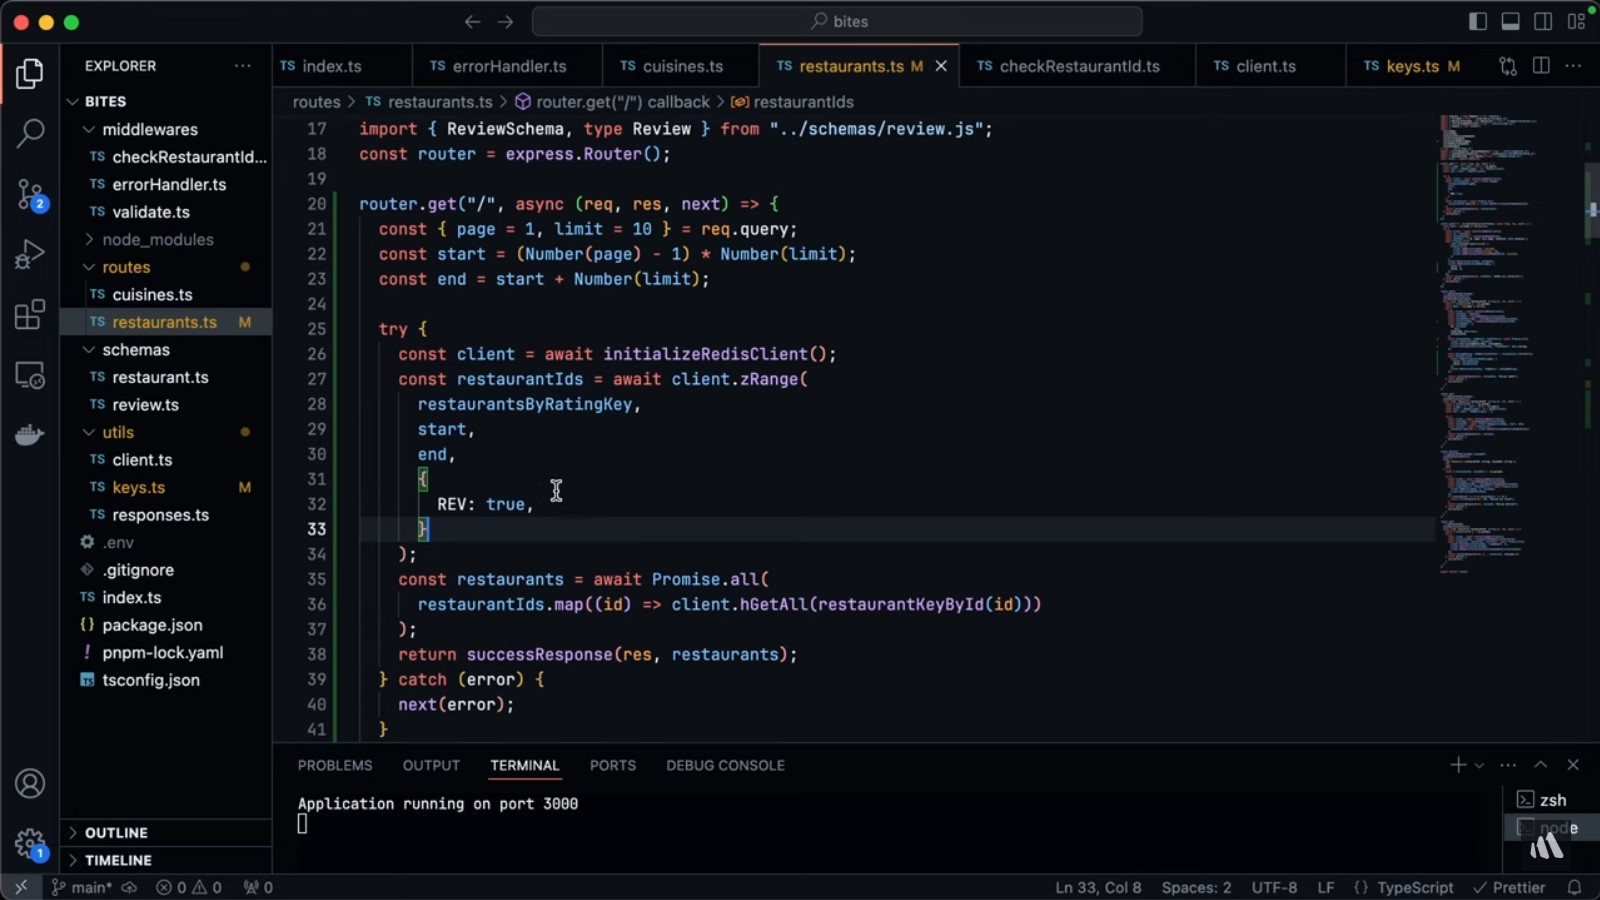 bites
EXPLORER
BITES
middlewares
TS checkRestaurantId...
TS errorHandler.ts
TS validate.ts
node_modules
routes
TS cuisines.ts
TS restaurants.ts M
schemas
TS restaurant.ts
TS review.ts
utils
TS client.ts
TS keys.ts M
TS responses.ts
.env
.gitignore
TS index.ts
{} package.json
! pnpm-lock.yaml
tsconfig.json
OUTLINE
TIMELINE
2
1
TS index.ts TS errorHandler.ts TS cuisines.ts TS restaurants.ts M TS checkRestaurantId.ts TS client.ts TS keys.ts M
routes > TS restaurants.ts > router.get("/") callback > restaurantIds
17 import { ReviewSchema, type Review } from "../schemas/review.js";
18 const router = express.Router();
19
20 router.get("/", async (req, res, next) => {
21 const { page = 1, limit = 10 } = req.query;
22 const start = (Number(page) - 1) * Number(limit);
23 const end = start + Number(limit);
24
25 try {
26 const client = await initializeRedisClient();
27 const restaurantIds = await client.zRange(
28 restaurantsByRatingKey,
29 start,
30 end,
31 {
32 REV: true,
33 }
34 );
35 const restaurants = await Promise.all(
36 restaurantIds.map((id) => client.hGetAll(restaurantKeyById(id)))
37 );
38 return successResponse(res, restaurants);
39 } catch (error) {
40 next(error);
41 }
PROBLEMS OUTPUT TERMINAL PORTS DEBUG CONSOLE
Application running on port 3000
zsh
node
main* 0 0 0 Ln 33, Col 8 Spaces: 2 UTF-8 LF {} TypeScript Prettier